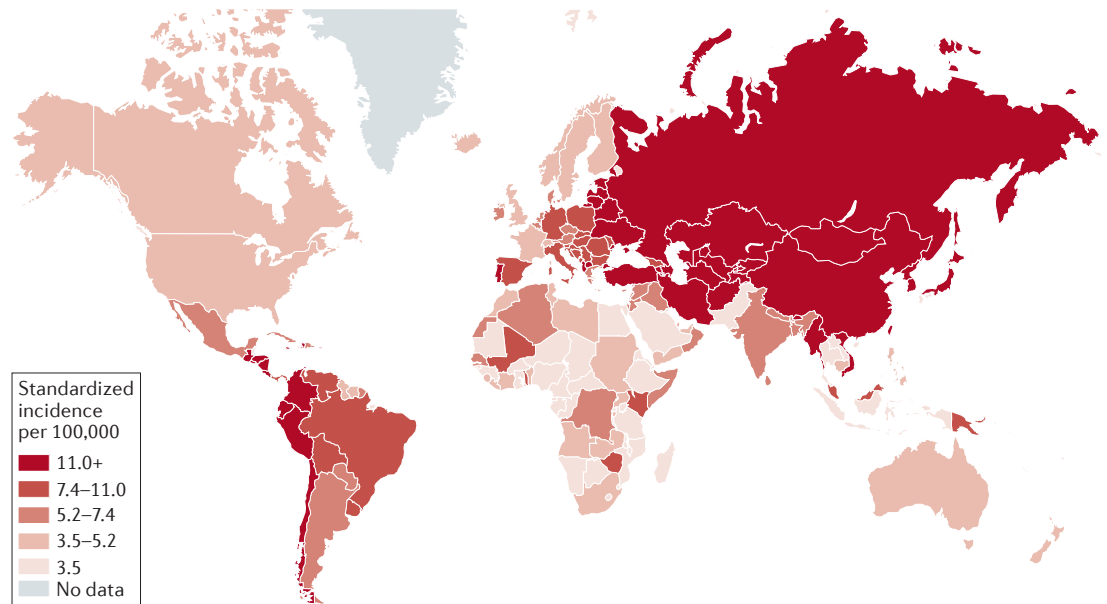 Standardized
incidence
per 100,000
11.0+
7.4–11.0
5.2–7.4
3.5–5.2
3.5
No data